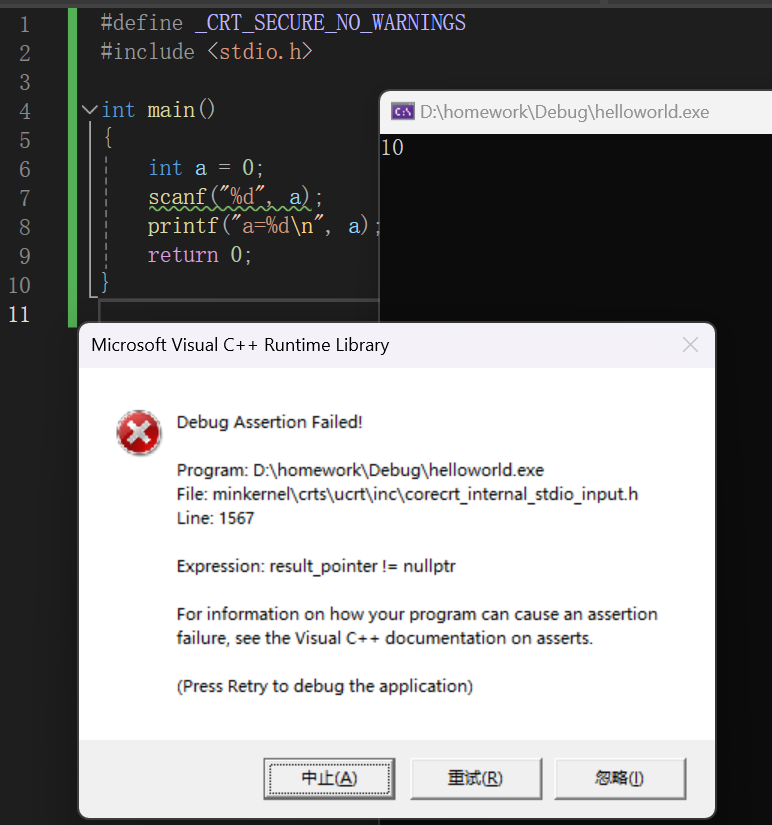 1 #define _CRT_SECURE_NO_WARNINGS
2 #include <stdio.h>
3
4 int main()
5 {
6 int a = 0;
7 scanf("%d", a);
8 printf("a=%d\n", a);
9 return 0;
10 }
11
D:\homework\Debug\helloworld.exe
10
Microsoft Visual C++ Runtime Library
Debug Assertion Failed!
Program: D:\homework\Debug\helloworld.exe
File: minkernel\crts\ucrt\inc\corecrt_internal_stdio_input.h
Line: 1567
Expression: result_pointer != nullptr
For information on how your program can cause an assertion
failure, see the Visual C++ documentation on asserts.
(Press Retry to debug the application)
中止(A)
重试(R)
忽略(I)